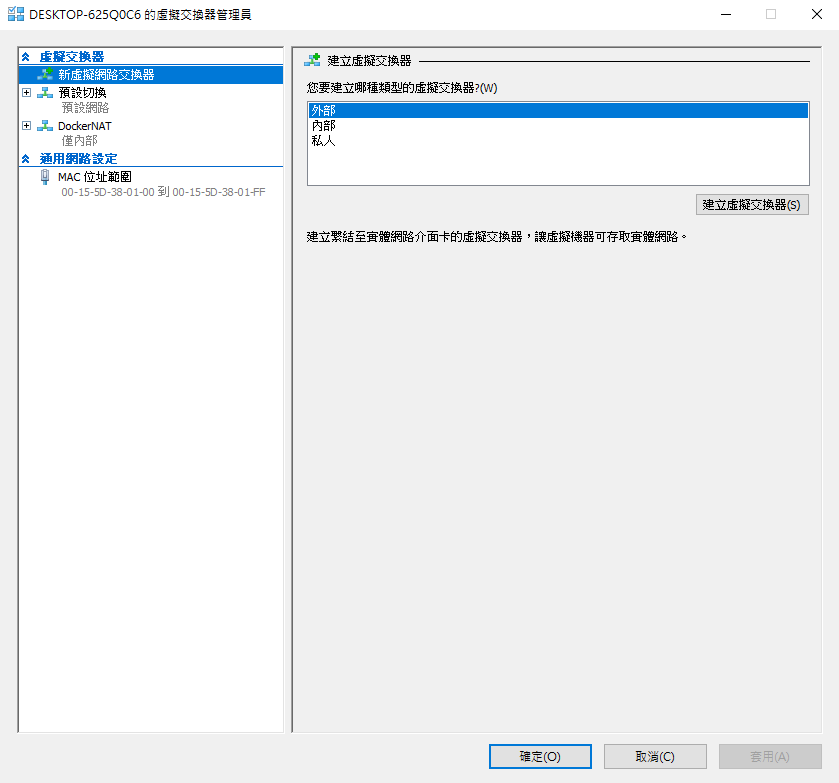 DESKTOP-625Q0C6 的虛擬交換器管理員
虛擬交換器
新虛擬網路交換器
預設切換
預設網路
DockerNAT
僅內部
通用網路設定
MAC 位址範圍
00-15-5D-38-01-00 到 00-15-5D-38-01-FF
建立虛擬交換器
您要建立哪種類型的虛擬交換器?(W)
外部
內部
私人
建立虛擬交換器(S)
建立繫結至實體網路介面卡的虛擬交換器，讓虛擬機器可存取實體網路。
確定(O)
取消(C)
套用(A)